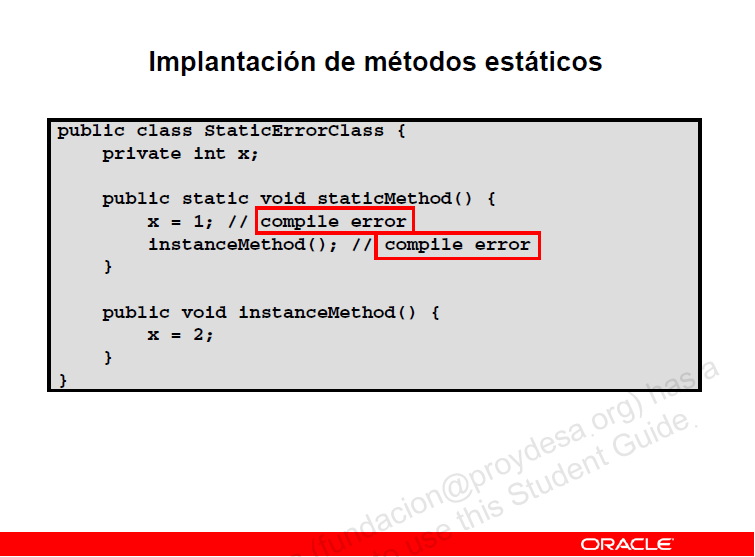 Implantación de métodos estáticos
public class StaticErrorClass {
private int x;
public static void staticMethod() {
x = 1; // compile error
instanceMethod(); // compile error
}
public void instanceMethod() {
x = 2;
}
}
(fundacion@proydesa.org) has a
to use this Student Guide.
ORACLE